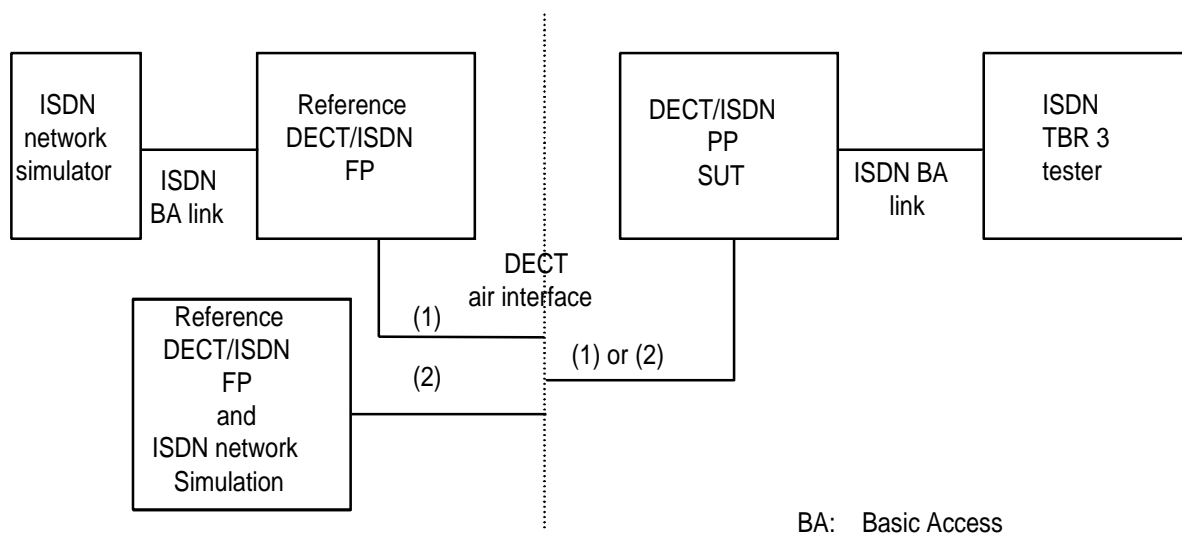 ISDN
network
simulator
ISDN
BA link
Reference
DECT/ISDN
FP
DECT/ISDN
PP
SUT
ISDN BA
link
ISDN
TBR 3
tester
DECT
air interface
(1)
(1) or (2)
(2)
Reference
DECT/ISDN
FP
and
ISDN network
Simulation
BA: Basic Access